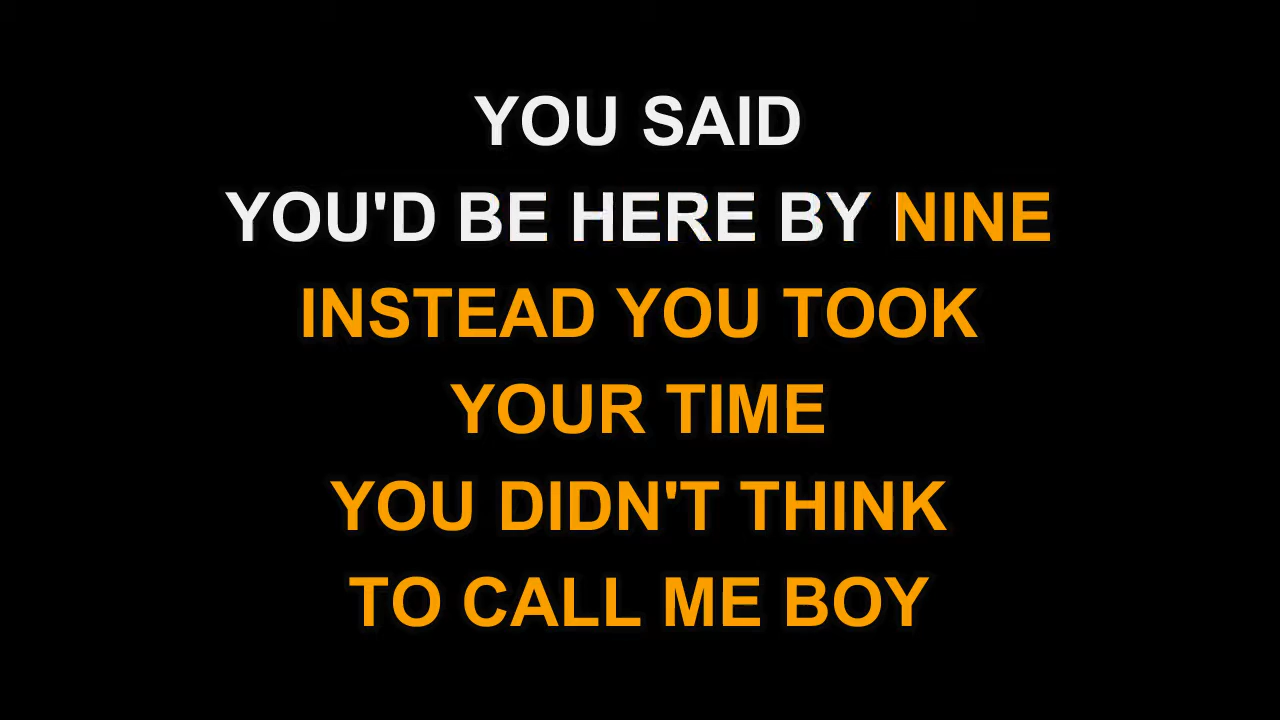 YOU SAID
YOU'D BE HERE BY NINE
INSTEAD YOU TOOK
YOUR TIME
YOU DIDN'T THINK
TO CALL ME BOY